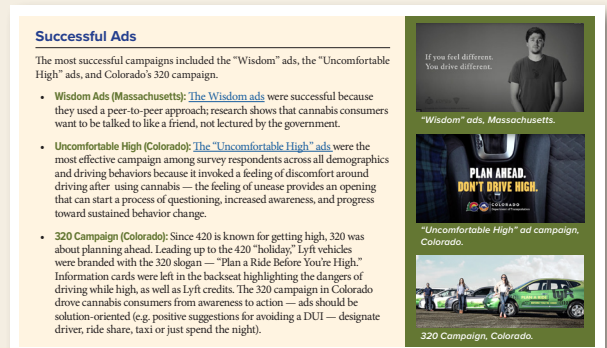 Successful Ads
The most successful campaigns included the “Wisdom” ads, the “Uncomfortable
High” ads, and Colorado’s 320 campaign.
• Wisdom Ads (Massachusetts): The Wisdom ads were successful because
they used a peer-to-peer approach; research shows that cannabis consumers
want to be talked to like a friend, not lectured by the government.
• Uncomfortable High (Colorado): The “Uncomfortable High” ads were the
most effective campaign among survey respondents across all demographics
and driving behaviors because it invoked a feeling of discomfort around
driving after using cannabis — the feeling of unease provides an opening
that can start a process of questioning, increased awareness, and progress
toward sustained behavior change.
• 320 Campaign (Colorado): Since 420 is known for getting high, 320 was
about planning ahead. Leading up to the 420 “holiday,” Lyft vehicles
were branded with the 320 slogan — “Plan a Ride Before You’re High.”
Information cards were left in the backseat highlighting the dangers of
driving while high, as well as Lyft credits. The 320 campaign in Colorado
drove cannabis consumers from awareness to action — ads should be
solution-oriented (e.g. positive suggestions for avoiding a DUI — designate
driver, ride share, taxi or just spend the night).
If you feel different.
You drive different.
“Wisdom” ads, Massachusetts.
PLAN AHEAD.
DON’T DRIVE HIGH.
COLORADO
Department of Transportation
“Uncomfortable High” ad campaign,
Colorado.
320 Campaign, Colorado.